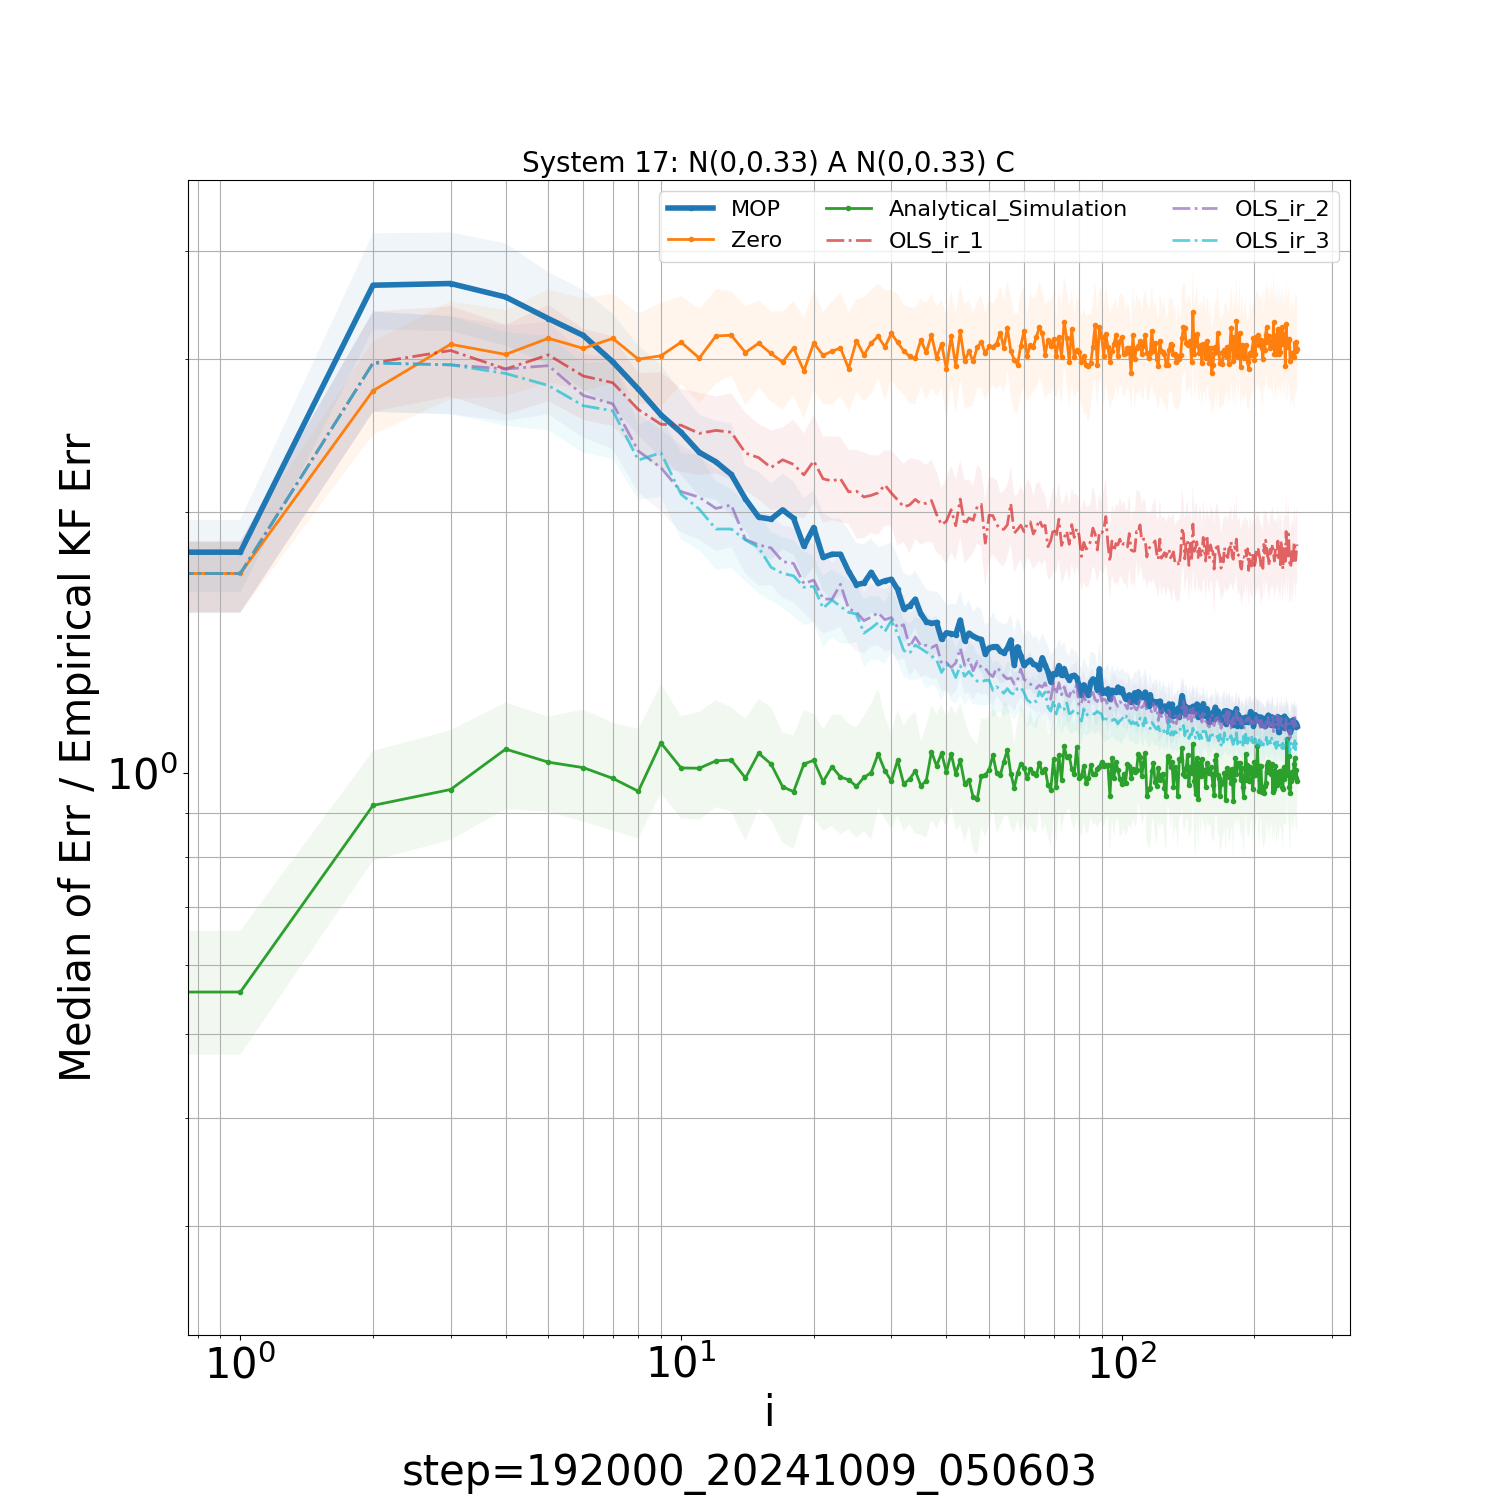 System 17: N(0,0.33) A N(0,0.33) C
MOP
Zero
Analytical_Simulation
OLS_ir_1
OLS_ir_2
OLS_ir_3
Median of Err / Empirical KF Err
10⁰
10⁰
10¹
10²
i
step=192000_20241009_050603